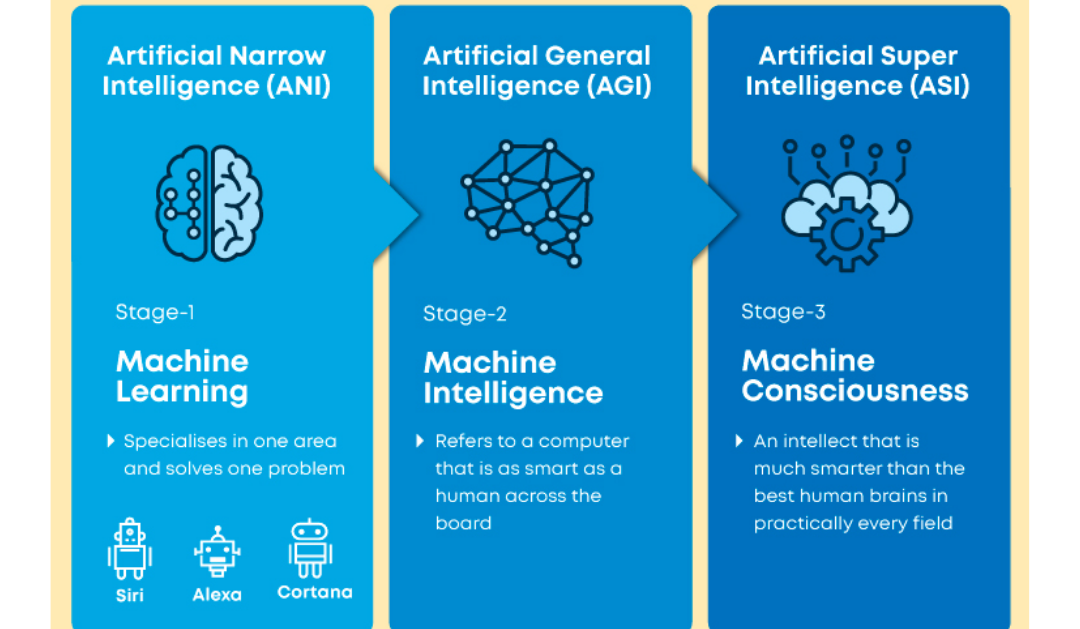 Artificial Narrow
Intelligence (ANI)
Stage-1
Machine
Learning
Specialises in one area
and solves one problem
Siri
Alexa
Cortana
Artificial General
Intelligence (AGI)
Stage-2
Machine
Intelligence
Refers to a computer
that is as smart as a
human across the
board
Artificial Super
Intelligence (ASI)
Stage-3
Machine
Consciousness
An intellect that is
much smarter than the
best human brains in
practically every field